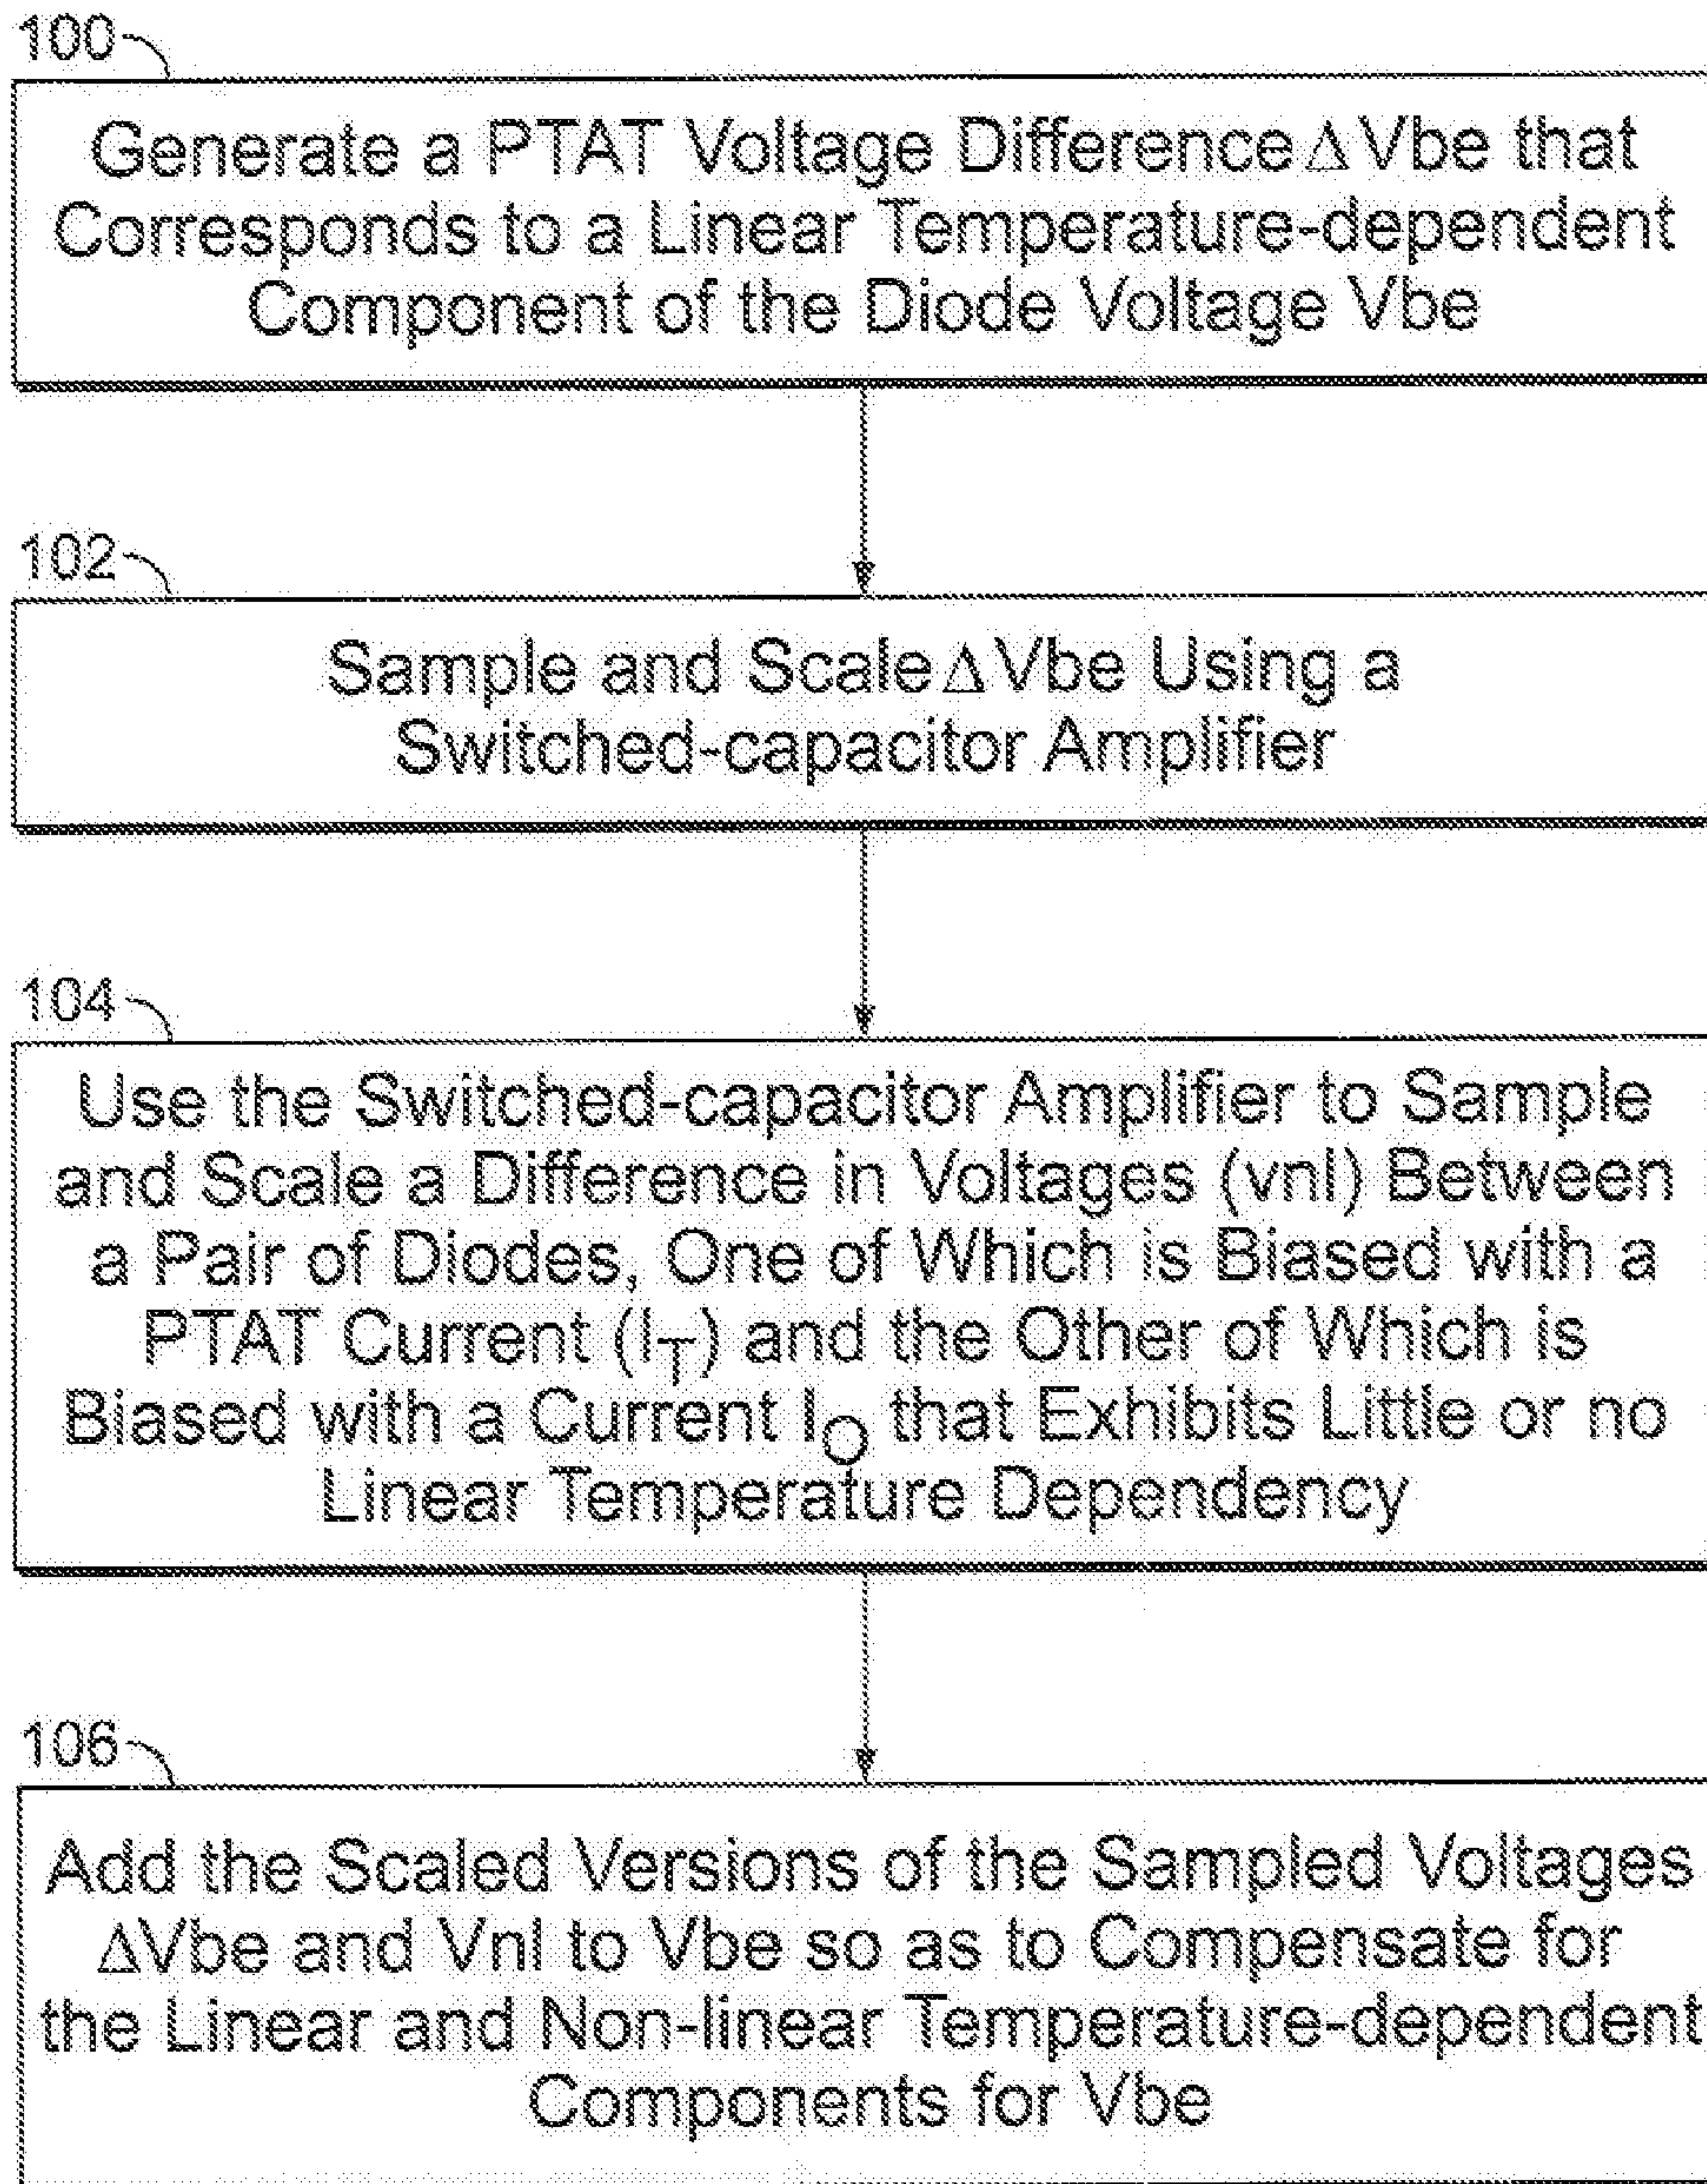 100
Generate a PTAT Voltage Difference Δ Vbe that
Corresponds to a Linear Temperature-dependent
Component of the Diode Voltage Vbe
102
Sample and Scale Δ Vbe Using a
Switched-capacitor Amplifier
104
Use the Switched-capacitor Amplifier to Sample
and Scale a Difference in Voltages (vnl) Between
a Pair of Diodes, One of Which is Biased with a
PTAT Current (I_T) and the Other of Which is
Biased with a Current I_O that Exhibits Little or no
Linear Temperature Dependency
106
Add the Scaled Versions of the Sampled Voltages
ΔVbe and Vnl to Vbe so as to Compensate for
the Linear and Non-linear Temperature-dependent
Components for Vbe